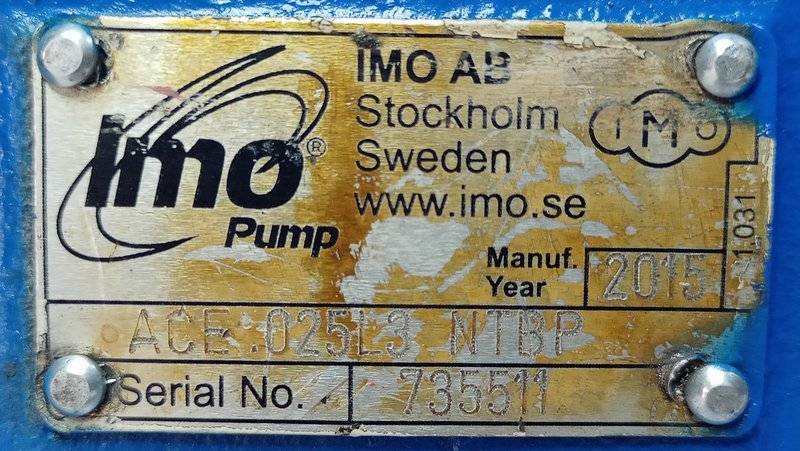 Imo®
Pump
IMO AB
Stockholm
Sweden
www.imo.se
IMO
Manuf.
Year
2015
1.031
ACE 025L3 NTBP
Serial No. 735511